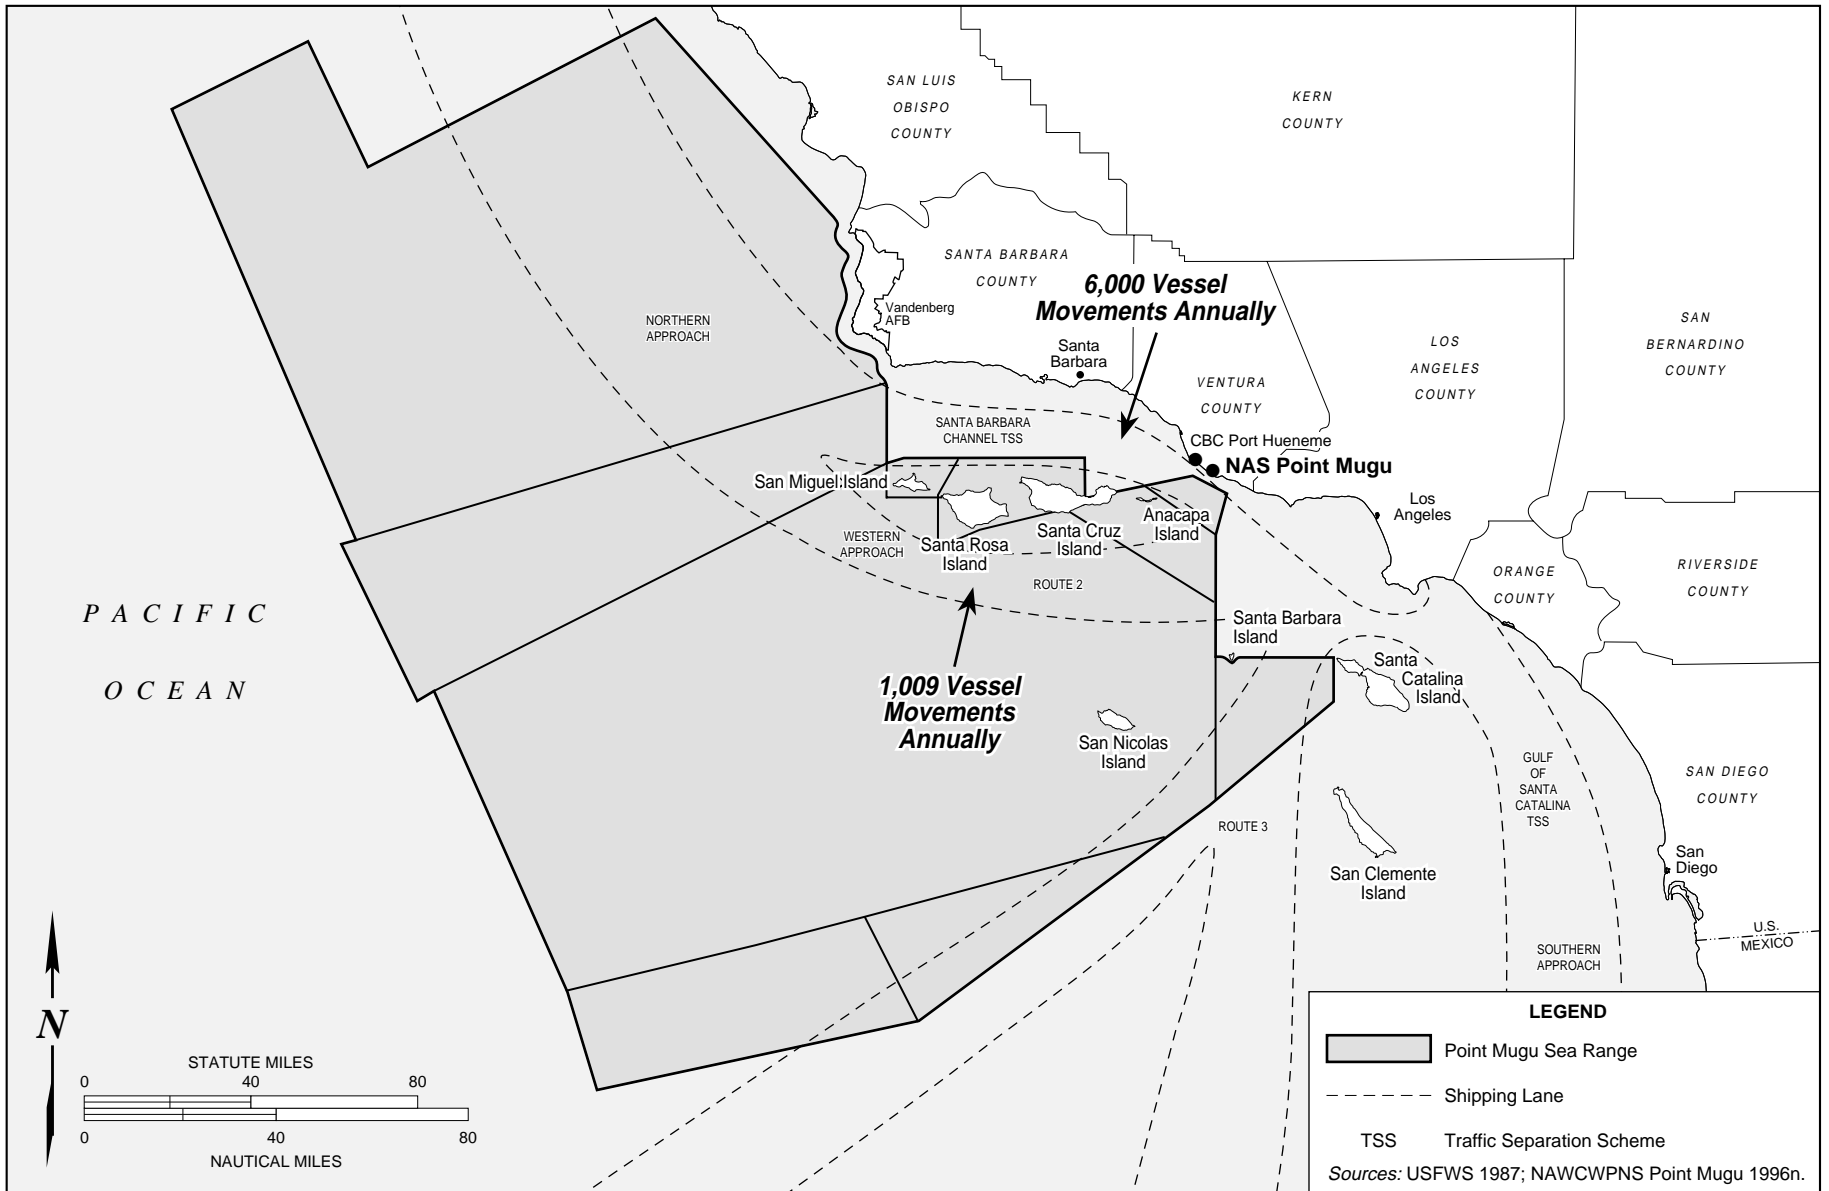 SAN LUIS
OBISPO
COUNTY
KERN
COUNTY
SANTA BARBARA
COUNTY
6,000 Vessel
Movements Annually
Vandenberg
AFB
NORTHERN
APPROACH
Santa
Barbara
LOS
ANGELES
COUNTY
SAN
BERNARDINO
COUNTY
VENTURA
COUNTY
SANTA BARBARA
CHANNEL TSS
CBC Port Hueneme
NAS Point Mugu
San Miguel Island
Los
Angeles
Anacapa
Island
Santa Cruz
Island
Santa Rosa
Island
WESTERN
APPROACH
ROUTE 2
ORANGE
COUNTY
RIVERSIDE
COUNTY
PACIFIC
OCEAN
Santa Barbara
Island
Santa
Catalina
Island
1,009 Vessel
Movements
Annually
San Nicolas
Island
GULF
OF
SANTA
CATALINA
TSS
SAN DIEGO
COUNTY
ROUTE 3
San Clemente
Island
San
Diego
U.S.
MEXICO
SOUTHERN
APPROACH
N
STATUTE MILES
0 40 80
0 40 80
NAUTICAL MILES
LEGEND
Point Mugu Sea Range
Shipping Lane
TSS Traffic Separation Scheme
Sources: USFWS 1987; NAWCWPNS Point Mugu 1996n.